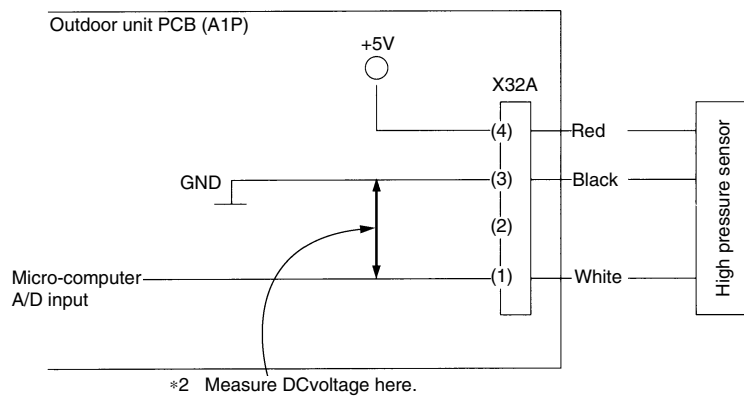 Outdoor unit PCB (A1P)
+5V
X32A
(4)
Red
GND
(3)
Black
(2)
Micro-computer
A/D input
(1)
White
High pressure sensor
*2 Measure DCvoltage here.